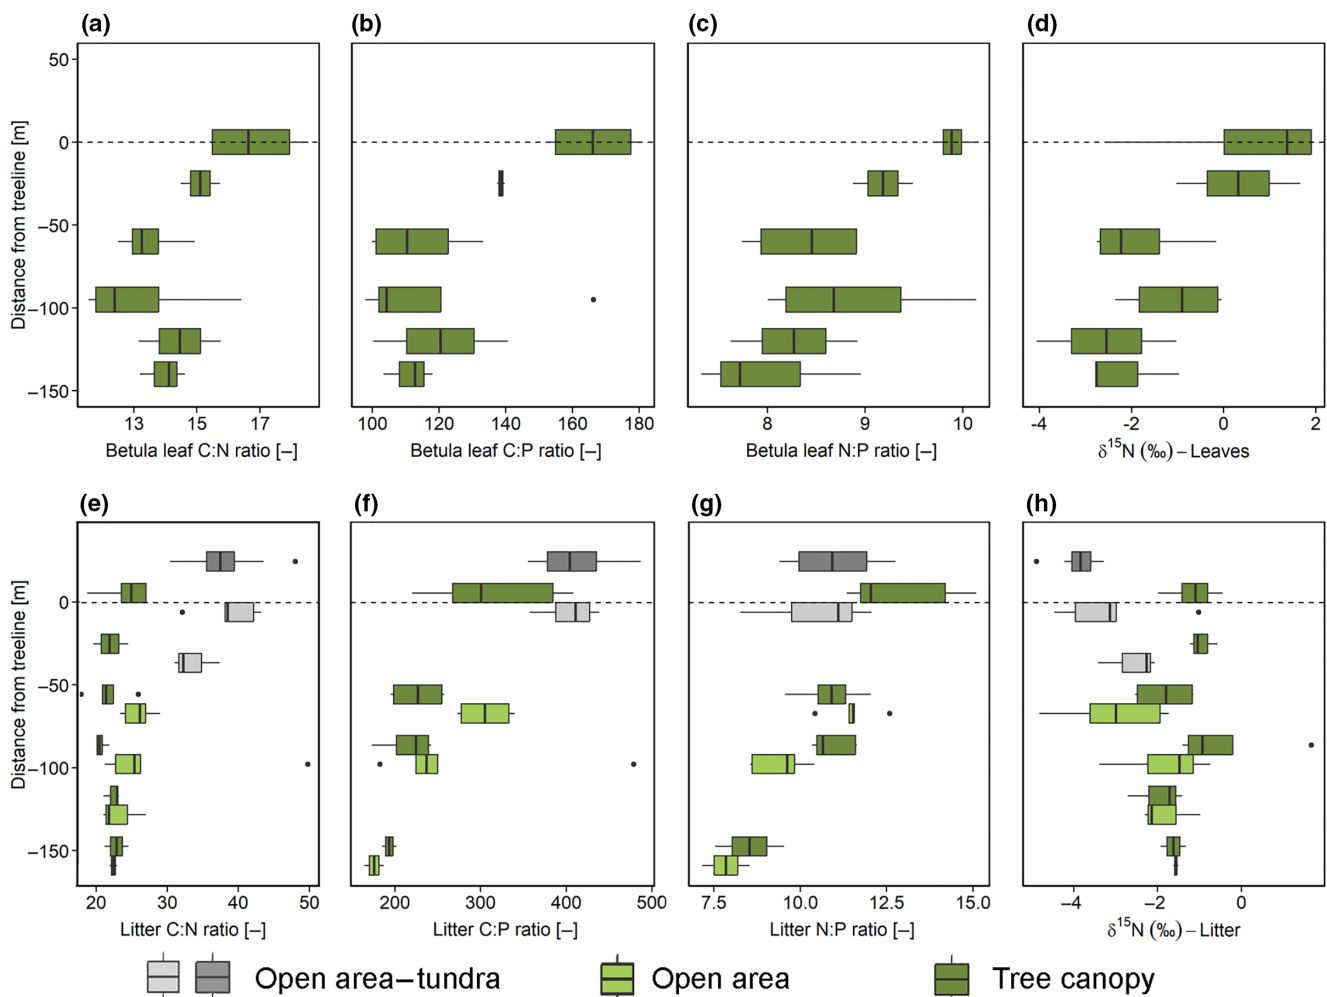 (a) (b) (c) (d)
50
0
−50
−100
−150
Distance from treeline [m]
13 15 17
Betula leaf C:N ratio [−]
100 120 140 160 180
Betula leaf C:P ratio [−]
8 9 10
Betula leaf N:P ratio [−]
-4 -2 0 2
δ15N (‰) – Leaves
(e) (f) (g) (h)
50
0
−50
−100
−150
Distance from treeline [m]
20 30 40 50
Litter C:N ratio [−]
200 300 400 500
Litter C:P ratio [−]
7.5 10.0 12.5 15.0
Litter N:P ratio [−]
−4 −2 0
δ15N (‰) – Litter
Open area−tundra Open area Tree canopy